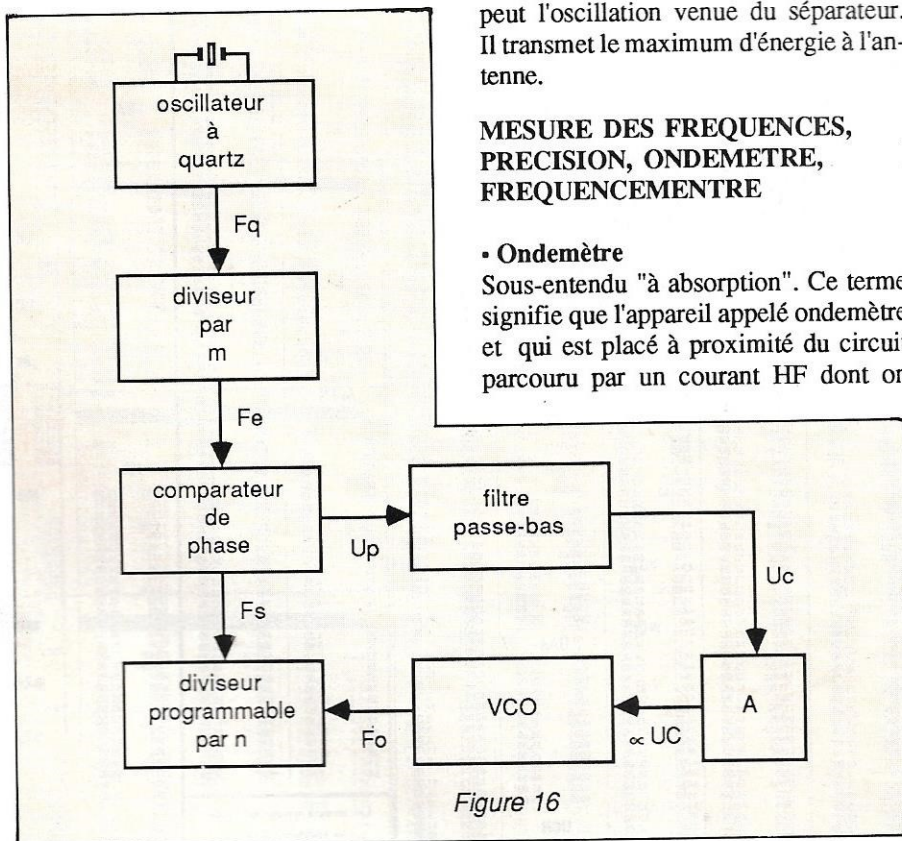 peut l'oscillation venue du séparateur.
Il transmet le maximum d'énergie à l'an-
tenne.
MESURE DES FREQUENCES,
PRECISION, ONDEMETRE,
FREQUENCEMENTRE
• Ondemètre
Sous-entendu "à absorption". Ce terme
signifie que l'appareil appelé ondemètre
et qui est placé à proximité du circuit
parcouru par un courant HF dont on
oscillateur
à
quartz
Fq
diviseur
par
m
Fe
comparateur
de
phase
Up
filtre
passe-bas
Uc
Fs
diviseur
programmable
par n
Fo
VCO
∝ UC
A
Figure 16